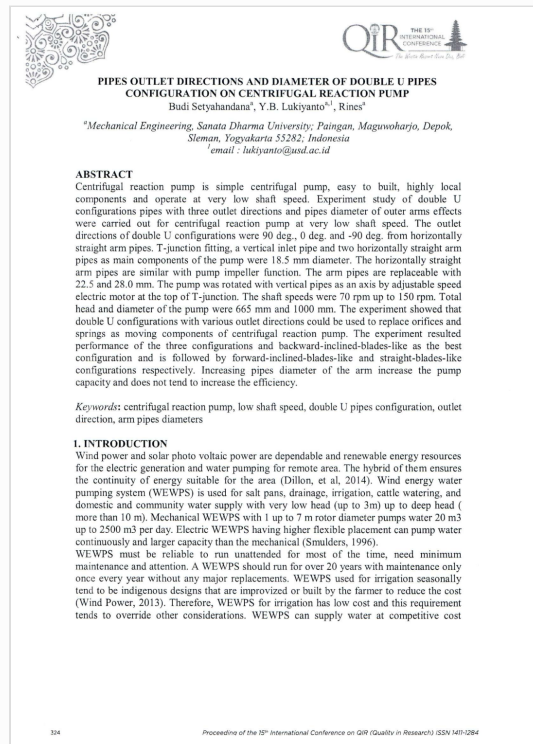 QiR
THE 15th
INTERNATIONAL
CONFERENCE
PIPES OUTLET DIRECTIONS AND DIAMETER OF DOUBLE U PIPES
CONFIGURATION ON CENTRIFUGAL REACTION PUMP
Budi Setyahandana^a, Y.B. Lukiyanto^a,1, Rines^a
^aMechanical Engineering, Sanata Dharma University; Paingan, Maguwoharjo, Depok,
Sleman, Yogyakarta 55282; Indonesia
^1email : lukiyanto@usd.ac.id
ABSTRACT
Centrifugal reaction pump is simple centrifugal pump, easy to built, highly local
components and operate at very low shaft speed. Experiment study of double U
configurations pipes with three outlet directions and pipes diameter of outer arms effects
were carried out for centrifugal reaction pump at very low shaft speed. The outlet
directions of double U configurations were 90 deg., 0 deg. and -90 deg. from horizontally
straight arm pipes. T-junction fitting, a vertical inlet pipe and two horizontally straight arm
pipes as main components of the pump were 18.5 mm diameter. The horizontally straight
arm pipes are similar with pump impeller function. The arm pipes are replaceable with
22.5 and 28.0 mm. The pump was rotated with vertical pipes as an axis by adjustable speed
electric motor at the top of T-junction. The shaft speeds were 70 rpm up to 150 rpm. Total
head and diameter of the pump were 665 mm and 1000 mm. The experiment showed that
double U configurations with various outlet directions could be used to replace orifices and
springs as moving components of centrifugal reaction pump. The experiment resulted
performance of the three configurations and backward-inclined-blades-like as the best
configuration and is followed by forward-inclined-blades-like and straight-blades-like
configurations respectively. Increasing pipes diameter of the arm increase the pump
capacity and does not tend to increase the efficiency.
Keywords: centrifugal reaction pump, low shaft speed, double U pipes configuration, outlet
direction, arm pipes diameters
1. INTRODUCTION
Wind power and solar photo voltaic power are dependable and renewable energy resources
for the electric generation and water pumping for remote area. The hybrid of them ensures
the continuity of energy suitable for the area (Dillon, et al, 2014). Wind energy water
pumping system (WEWPS) is used for salt pans, drainage, irrigation, cattle watering, and
domestic and community water supply with very low head (up to 3m) up to deep head (
more than 10 m). Mechanical WEWPS with 1 up to 7 m rotor diameter pumps water 20 m3
up to 2500 m3 per day. Electric WEWPS having higher flexible placement can pump water
continuously and larger capacity than the mechanical (Smulders, 1996).
WEWPS must be reliable to run unattended for most of the time, need minimum
maintenance and attention. A WEWPS should run for over 20 years with maintenance only
once every year without any major replacements. WEWPS used for irrigation seasonally
tend to be indigenous designs that are improvized or built by the farmer to reduce the cost
(Wind Power, 2013). Therefore, WEWPS for irrigation has low cost and this requirement
tends to override other considerations. WEWPS can supply water at competitive cost
324
Proceeding of the 15th International Conference on QIR (Quality in Research) ISSN 1411-1284